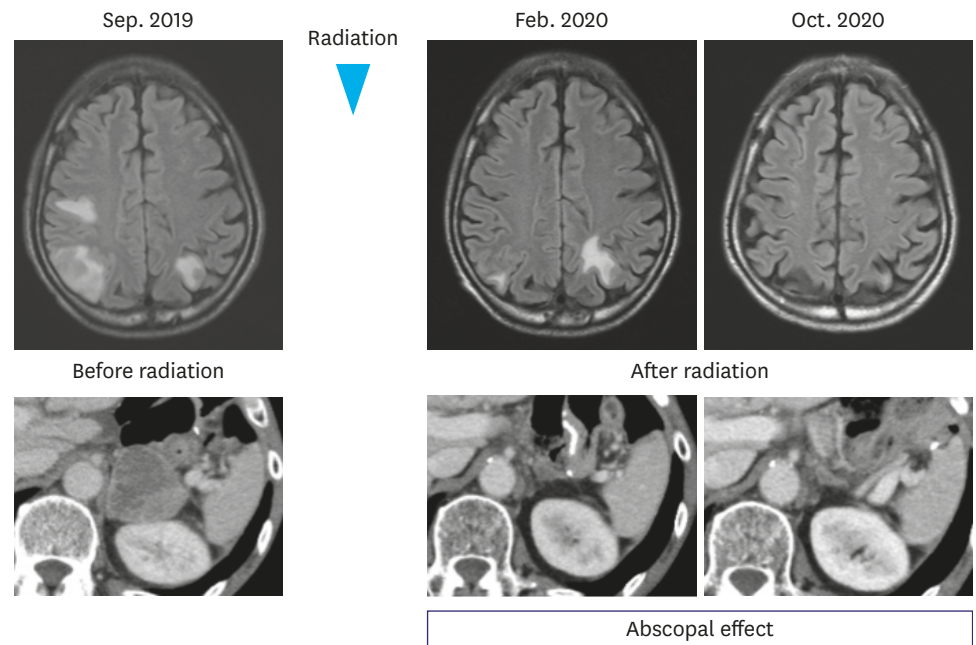 Sep. 2019
Radiation
Feb. 2020
Oct. 2020
Before radiation
After radiation
Abscopal effect